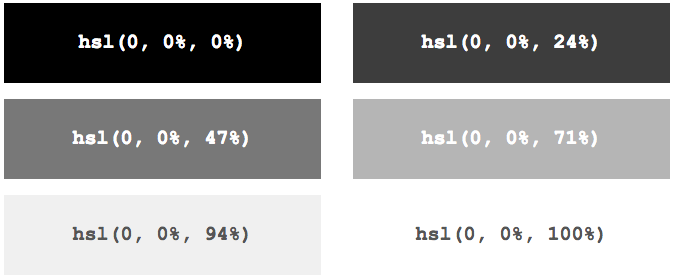 hsl(0, 0%, 0%)
hsl(0, 0%, 24%)
hsl(0, 0%, 47%)
hsl(0, 0%, 71%)
hsl(0, 0%, 94%)
hsl(0, 0%, 100%)